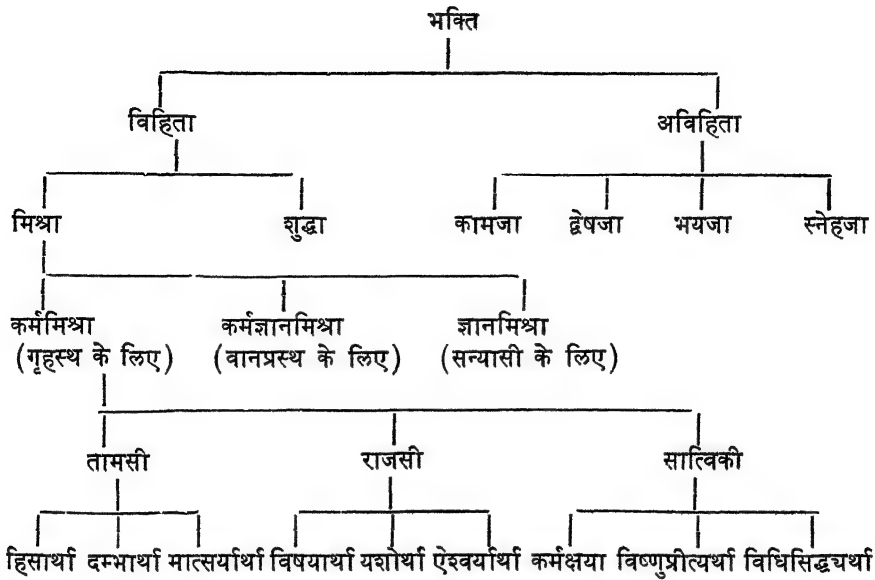 भक्ति
विहिता अविहिता
मिश्रा शुद्धा कामजा द्वेषजा भयजा स्नेहजा
कर्ममिश्रा कर्मज्ञानमिश्रा ज्ञानमिश्रा
(गृहस्थ के लिए) (वानप्रस्थ के लिए) (सन्यासी के लिए)
तामसी राजसी सात्विकी
हिसार्था दम्भार्था मात्सर्यार्था विषयार्था यशोर्था ऐश्वर्यार्था कर्मक्षया विष्णुप्रीत्यर्था विधिसिद्ध्यर्था